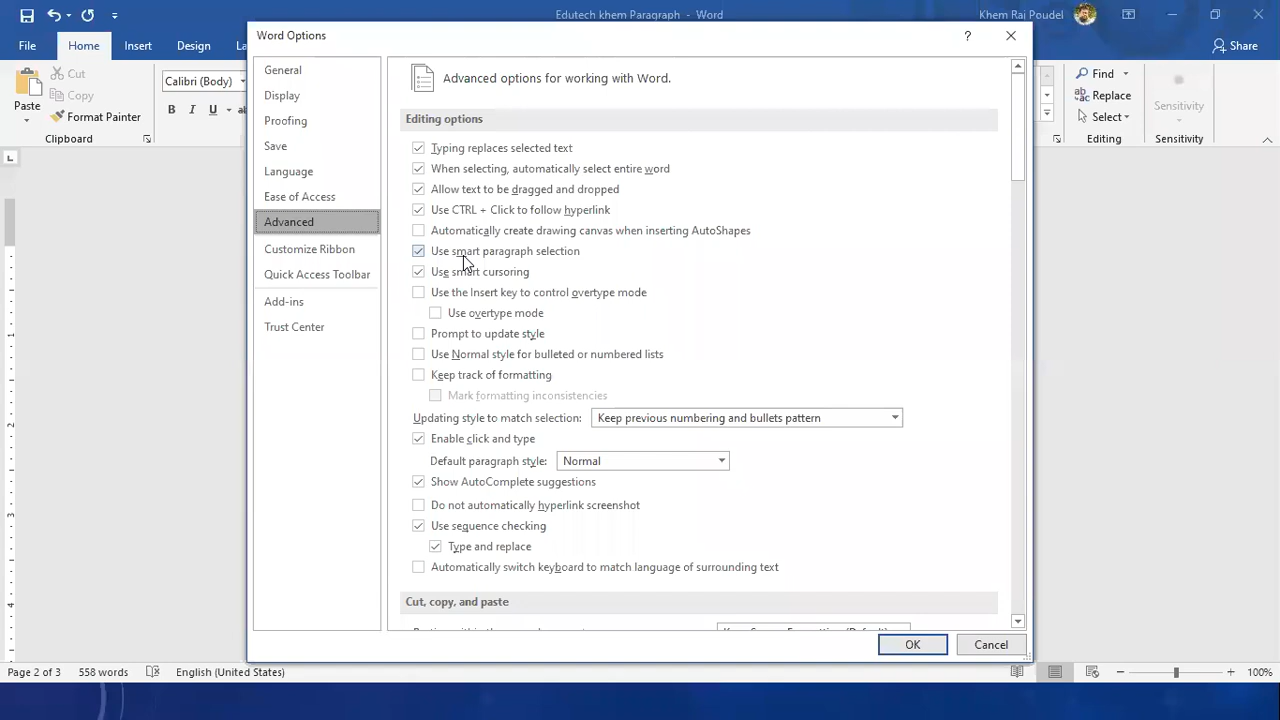 Edutech khem Paragraph - Word
Khem Raj Poudel
File
Home
Insert
Design
La
Share
Paste
Cut
Copy
Format Painter
Clipboard
Calibri (Body)
B I U ab
Find
Replace
Select
Editing
Sensitivity
Sensitivity
Word Options
?
General
Display
Proofing
Save
Language
Ease of Access
Advanced
Customize Ribbon
Quick Access Toolbar
Add-ins
Trust Center
Advanced options for working with Word.
Editing options
Typing replaces selected text
When selecting, automatically select entire word
Allow text to be dragged and dropped
Use CTRL + Click to follow hyperlink
Automatically create drawing canvas when inserting AutoShapes
Use smart paragraph selection
Use smart cursoring
Use the Insert key to control overtype mode
Use overtype mode
Prompt to update style
Use Normal style for bulleted or numbered lists
Keep track of formatting
Mark formatting inconsistencies
Updating style to match selection: Keep previous numbering and bullets pattern
Enable click and type
Default paragraph style: Normal
Show AutoComplete suggestions
Do not automatically hyperlink screenshot
Use sequence checking
Type and replace
Automatically switch keyboard to match language of surrounding text
Cut, copy, and paste
OK
Cancel
1
2
3
4
Page 2 of 3
558 words
English (United States)
100%